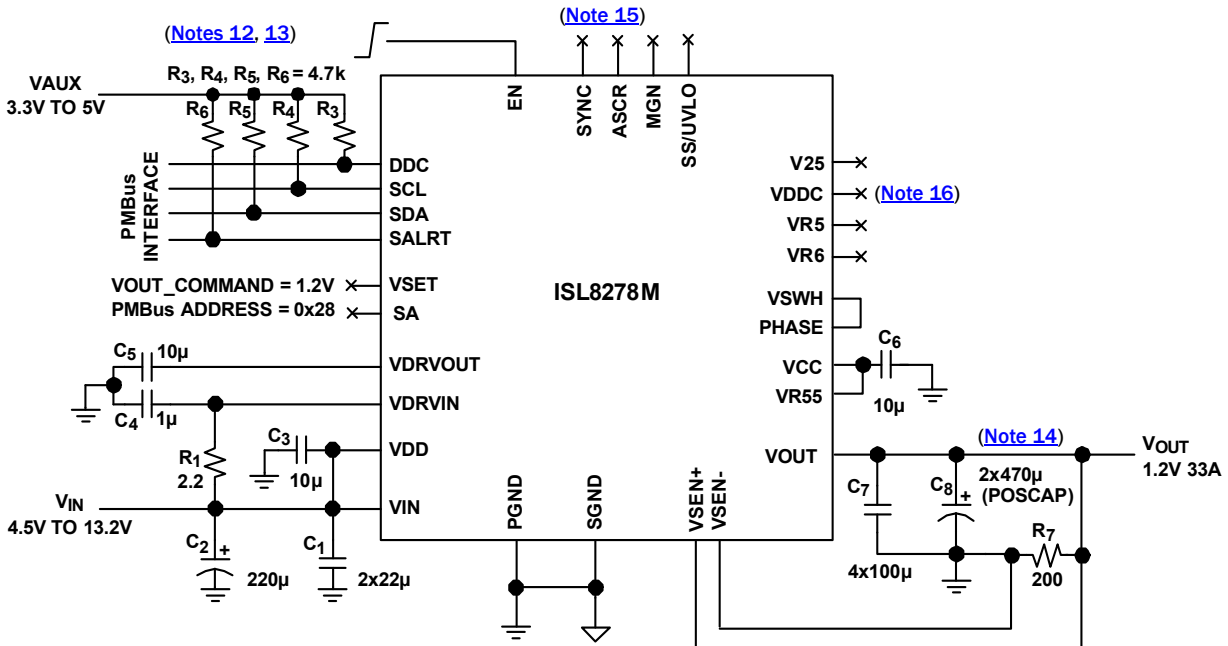 (Notes 12, 13)
(Note 15)
R3, R4, R5, R6 = 4.7k
VAUX
3.3V TO 5V
R6
R5
R4
R3
EN
SYNC
ASCR
MGN
SS/UVLO
PMBus
INTERFACE
DDC
SCL
SDA
SALRT
V25
VDDC
(Note 16)
VR5
VR6
VOUT_COMMAND = 1.2V
VSET
PMBus ADDRESS = 0x28
SA
ISL8278M
VSWH
PHASE
C5
10µ
VDRVOUT
VCC
C6
VR55
10µ
C4
1µ
VDRVIN
R1
2.2
C3
10µ
VDD
VOUT
(Note 14)
VOUT
1.2V 33A
VIN
4.5V TO 13.2V
VIN
PGND
SGND
VSEN+
VSEN-
C7
4x100µ
C8
+
2x470µ
(POSCAP)
R7
200
C2
+
220µ
C1
2x22µ